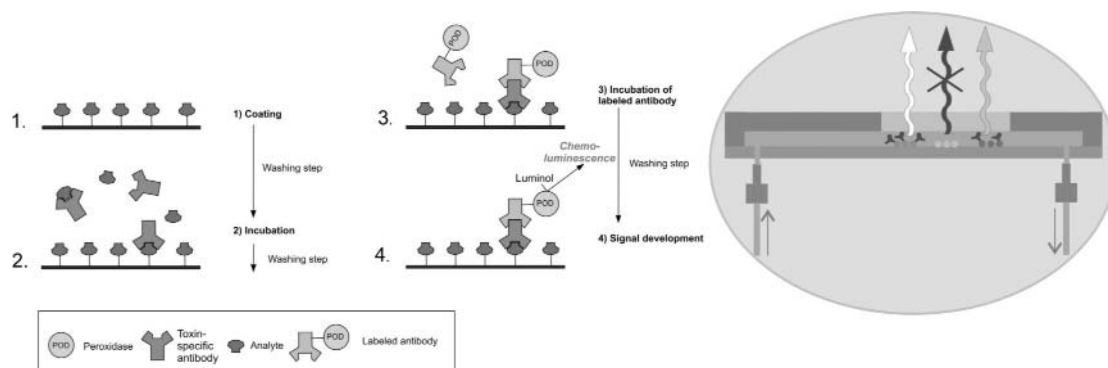 1.
1) Coating
Washing step
2) Incubation
Washing step
2.
3.
POD
POD
3) Incubation of
labeled antibody
Chemo-
luminescence
Washing step
Luminol
POD
4) Signal development
4.
POD
Peroxidase
Toxin-
specific
antibody
Analyte
POD
Labeled antibody